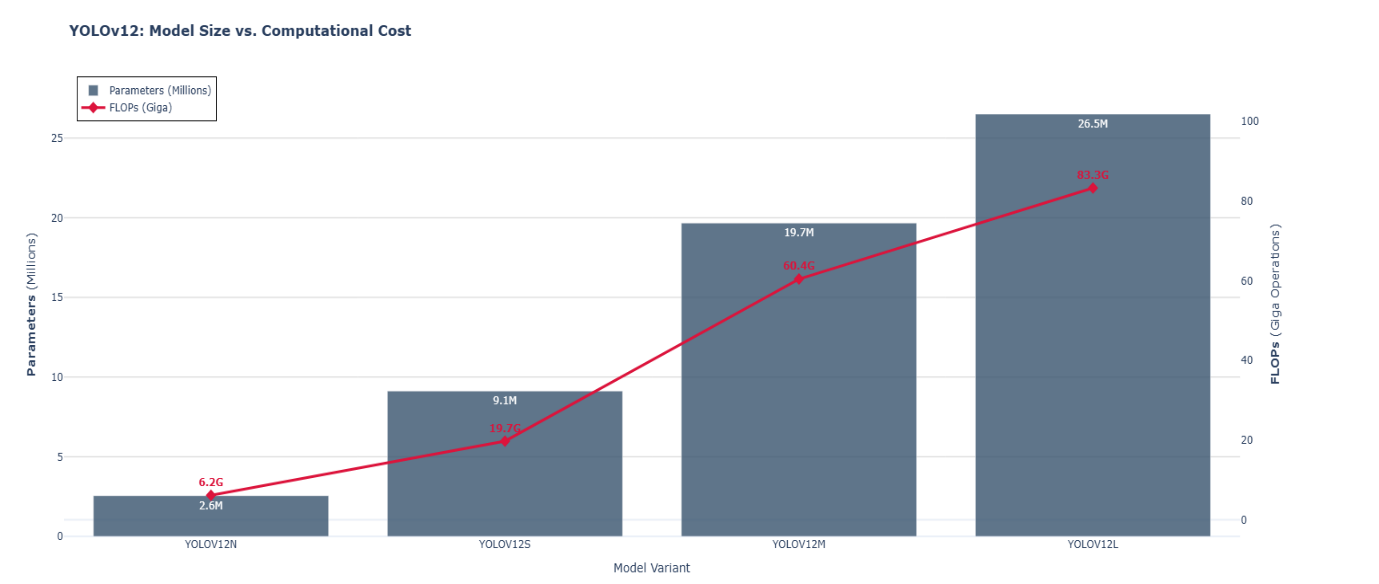 YOLOv12: Model Size vs. Computational Cost
Parameters (Millions)
FLOPs (Giga)
25
20
15
10
5
0
Parameters (Millions)
100
80
60
40
20
0
FLOPs (Giga Operations)
2.6M
9.1M
19.7M
26.5M
6.2G
19.7G
60.4G
83.3G
YOLOV12N
YOLOV12S
YOLOV12M
YOLOV12L
Model Variant